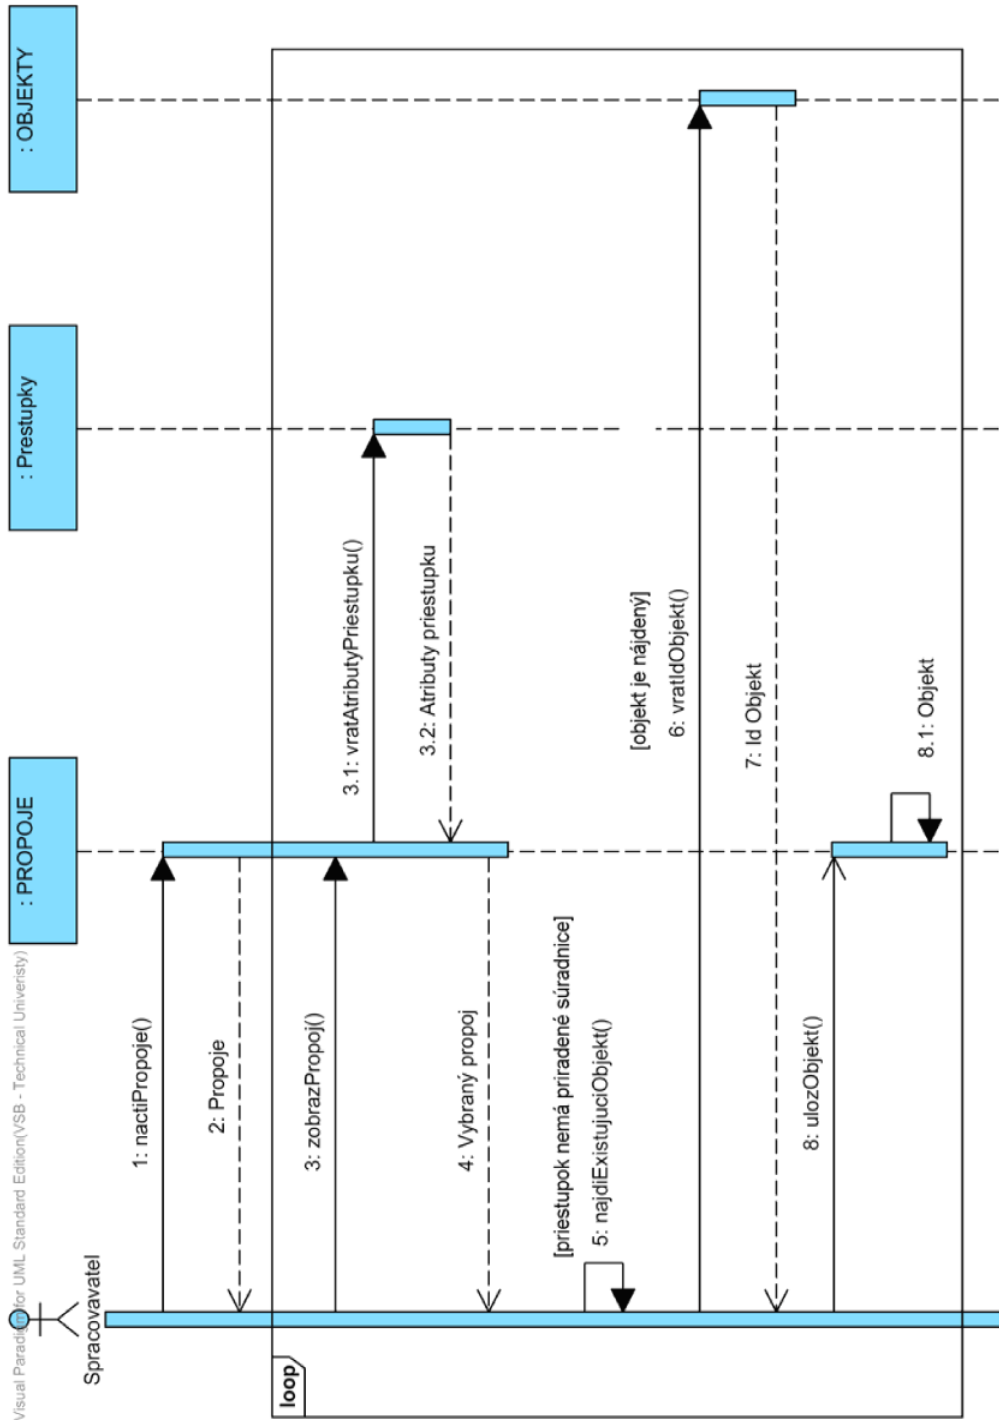 Visual Paradigm for UML Standard Edition(VSB - Technical Univeristy)
Spracovavatel
: PROPOJE
: Prestupky
: OBJEKTY
1: nactiPropoje()
2: Propoje
loop
3: zobrazPropoj()
3.1: vratAtributyPriestupku()
3.2: Atributy priestupku
4: Vybraný propoj
[priestupok nemá priradené súradnice]
5: najdiExistujuciObjekt()
[objekt je nájdený]
6: vratIdObjekt()
7: Id Objekt
8: ulozObjekt()
8.1: Objekt